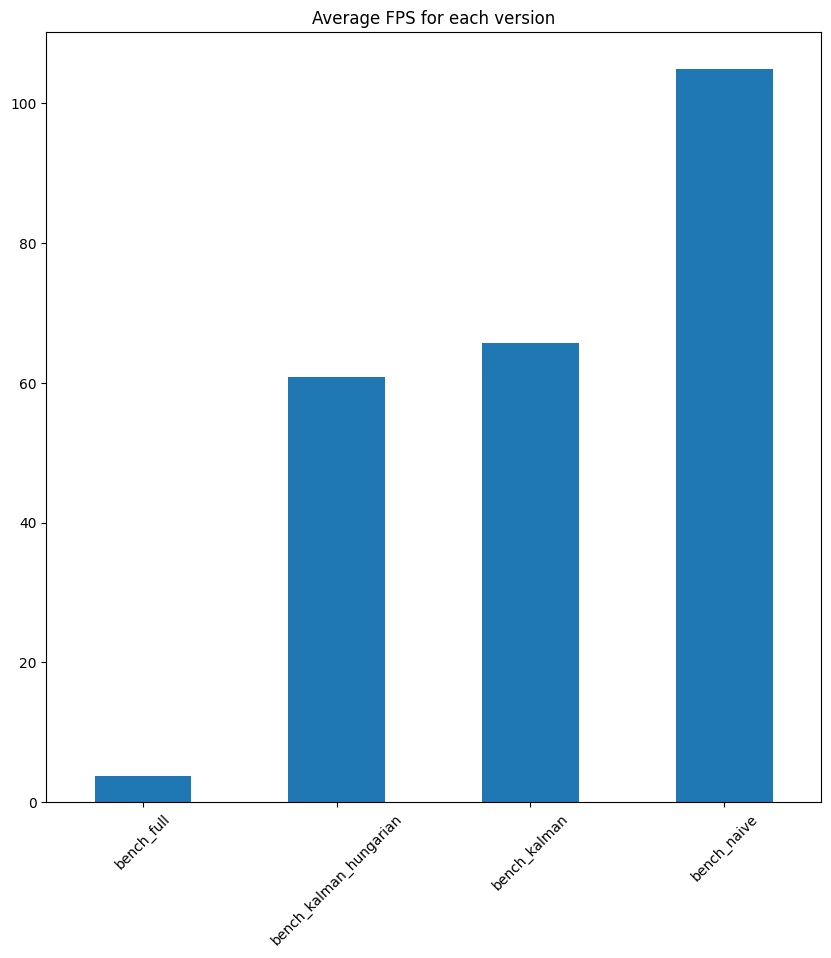 Average FPS for each version
100
80
60
40
20
0
bench_full
bench_kalman_hungarian
bench_kalman
bench_naive